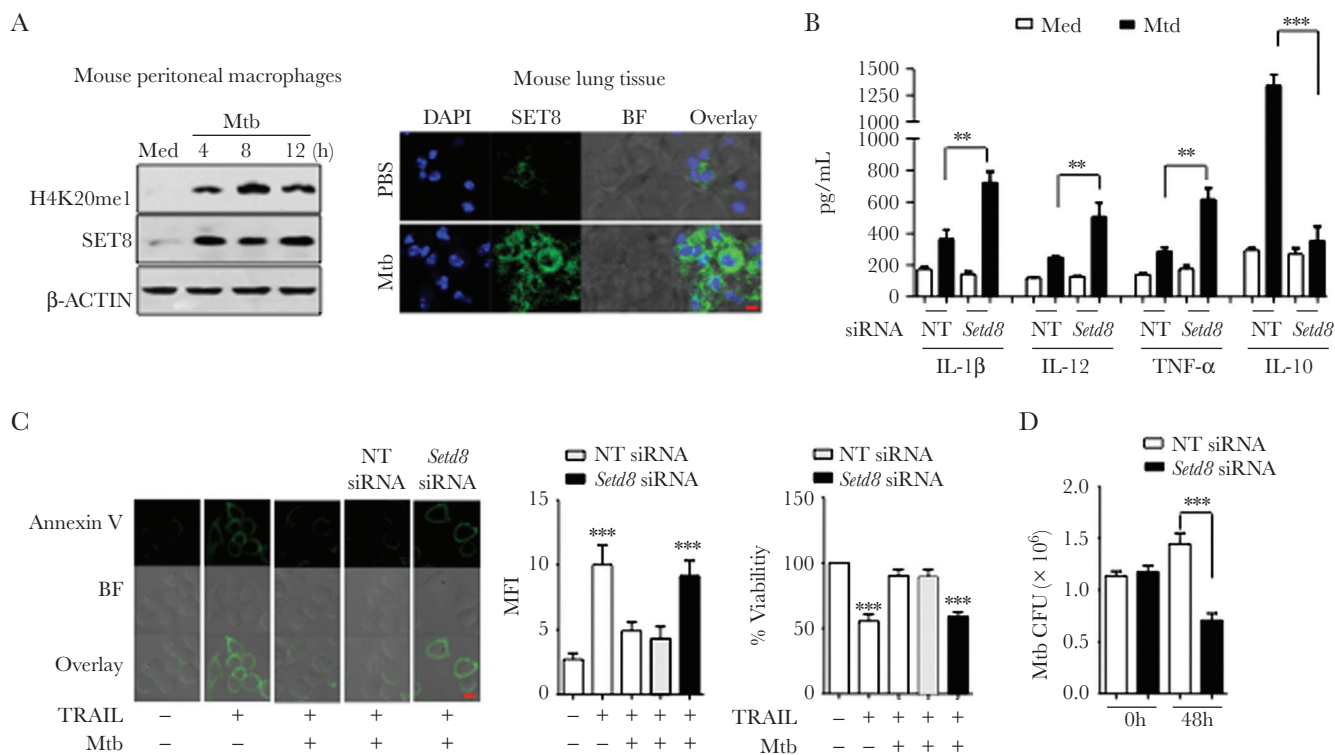 A
Mouse peritoneal macrophages
Mtb
Med 4 8 12 (h)
H4K20me1
SET8
β-ACTIN
Mouse lung tissue
DAPI SET8 BF Overlay
PBS
Mtb
B
Med Mtd
***
1500
1250
1000
800
600
400
200
0
pg/mL
** ** **
siRNA NT Setd8 NT Setd8 NT Setd8 NT Setd8
IL-1β IL-12 TNF-α IL-10
C
NT siRNA
Setd8 siRNA
Annexin V
BF
Overlay
TRAIL – + + + +
Mtb – – + + +
NT siRNA
Setd8 siRNA
15
10
5
0
MFI
*** ***
– + + + +
– – + + +
NT siRNA
Setd8 siRNA
150
100
50
0
% Viabilitiy
*** ***
TRAIL – + + + +
Mtb – – + + +
D
NT siRNA
Setd8 siRNA
2.0
1.5
1.0
0.5
0.0
Mtb CFU (× 10⁶)
***
0h 48h